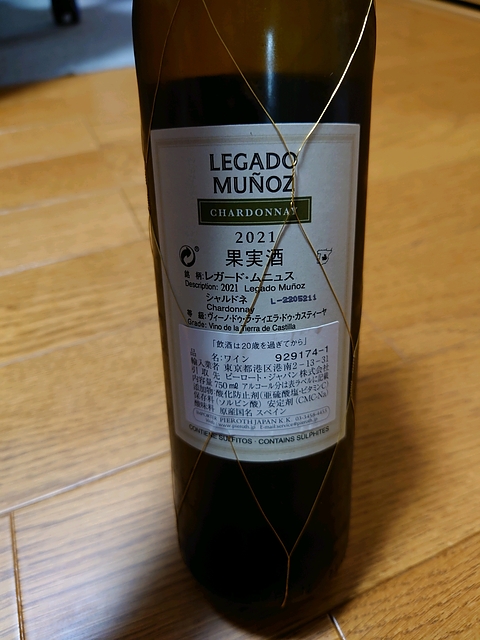 LEGADO
MUÑOZ
CHARDONNAY
2021
果実酒
銘 柄:レガード・ムニュス
Description: 2021 Legado Muñoz
シャルドネ L-2205211
Chardonnay
等 級:ヴィーノ・ドゥ・ラ・ティエラ・ドゥ・カスティーヤ
Grade: Vino de la Tierra de Castilla
「飲酒は20歳を過ぎてから」
品 名:ワイン 929174-1
輸入業者 東京都港区港南2-13-31
引 取 先 ピーロート・ジャパン株式会社
内容量 750㎖ アルコール分は表ラベルに記載
添加物 酸化防止剤(亜硫酸塩・ビタミンC)
保存料(ソルビン酸) 安定剤(CMC-Na)
酸味料 原産国名 スペイン
PIEROTH JAPAN K.K. 03-3458-4455
CONTIENE SULFITOS · CONTAINS SULPHITES